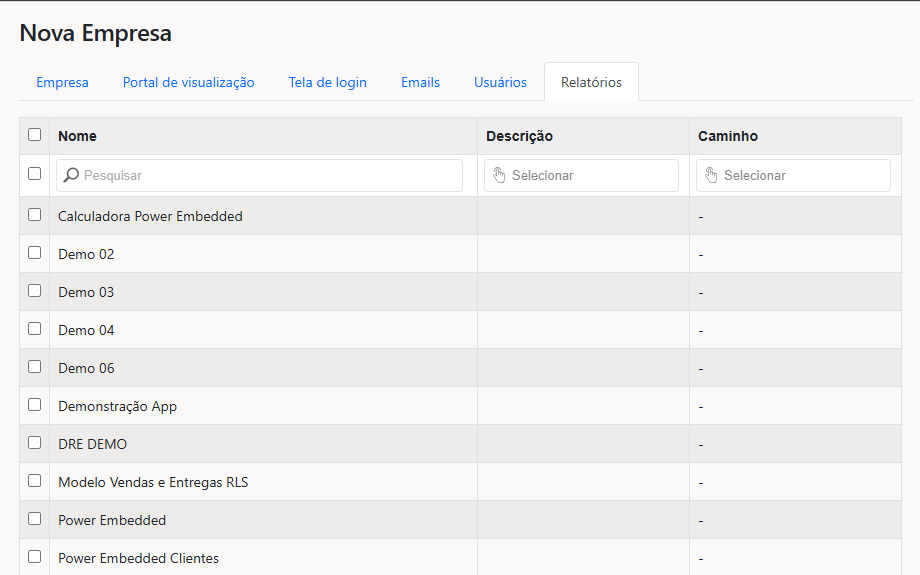 Nova Empresa
Empresa Portal de visualização Tela de login Emails Usuários Relatórios
Nome Descrição Caminho
Pesquisar Selecionar Selecionar
Calculadora Power Embedded -
Demo 02 -
Demo 03 -
Demo 04 -
Demo 06 -
Demonstração App -
DRE DEMO -
Modelo Vendas e Entregas RLS -
Power Embedded -
Power Embedded Clientes -